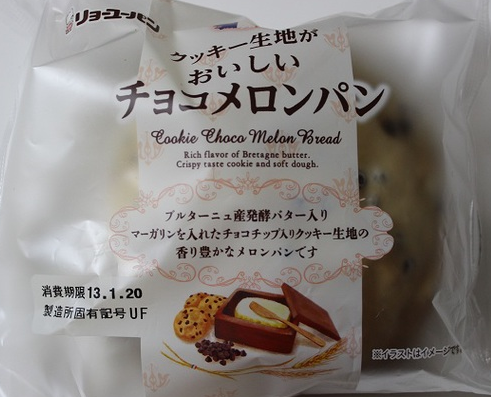 リョーユーパン
クッキー生地が
おいしい
チョコメロンパン
Cookie Choco Melon Bread
Rich flavor of Bretagne butter.
Crispy taste cookie and soft dough.
ブルターニュ産発酵バター入り
マーガリンを入れたチョコチップ入りクッキー生地の
香り豊かなメロンパンです
消費期限13.1.20
製造所固有記号UF
※イラストはイメージです。